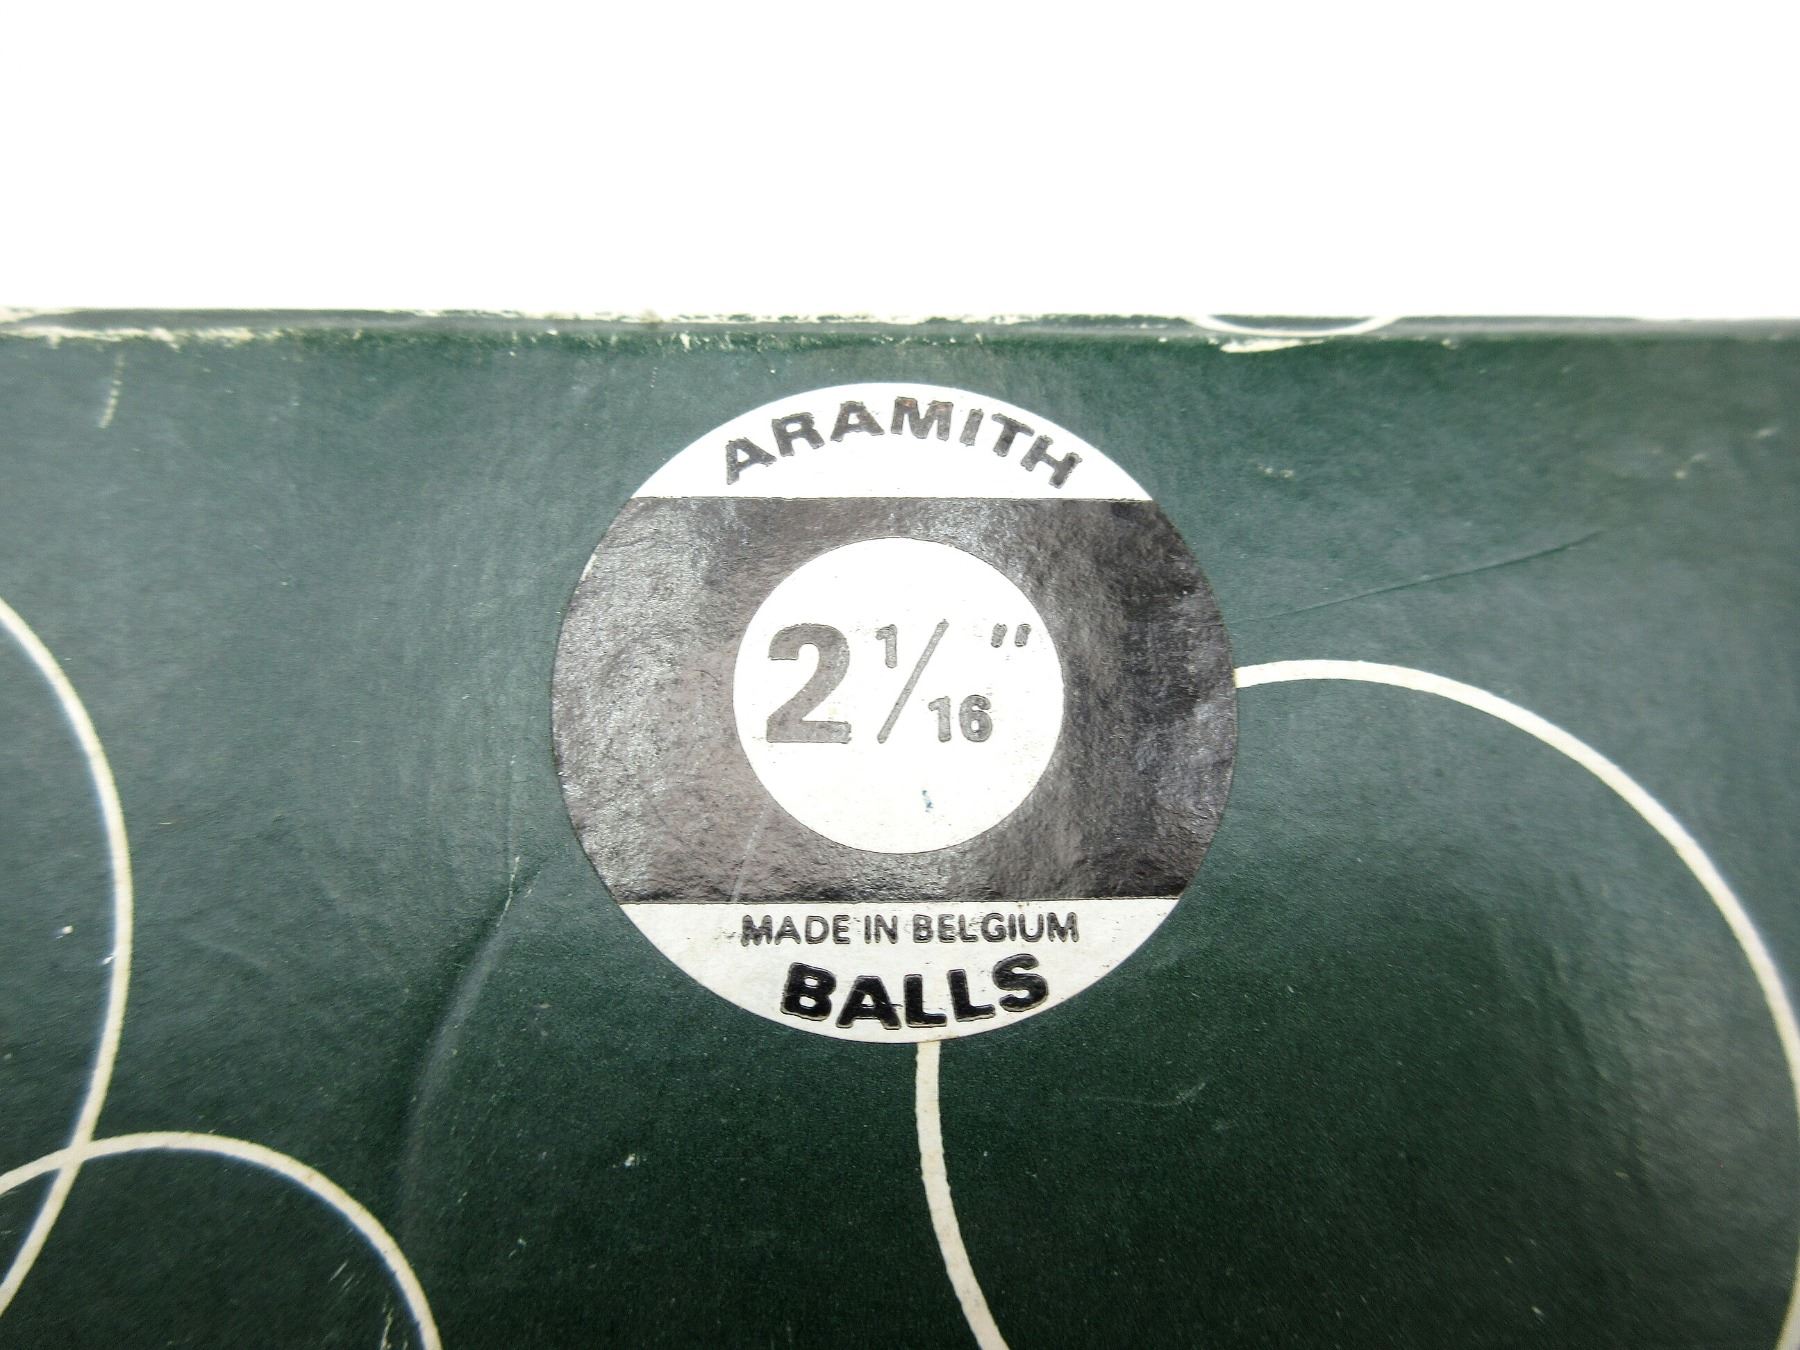 ARAMITH
2 1/16"
MADE IN BELGIUM
BALLS